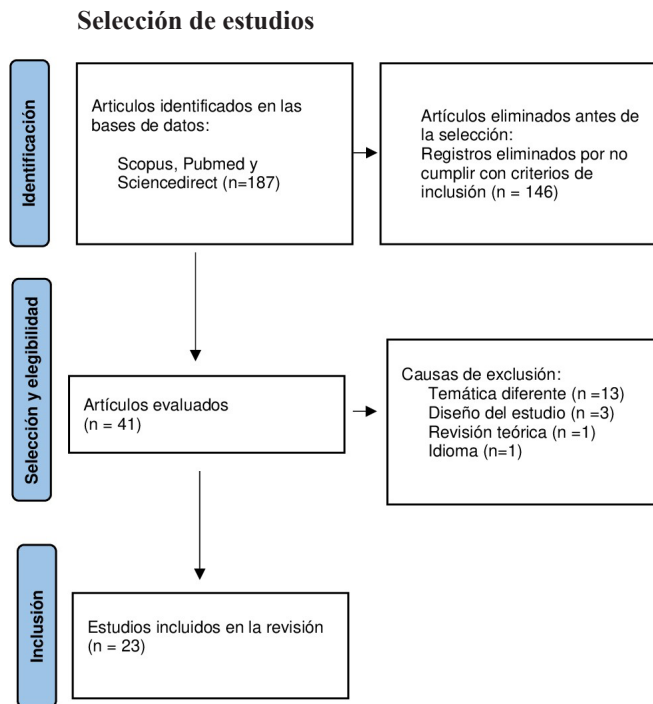 Selección de estudios
Identificación
Articulos identificados en las
bases de datos:
Scopus, Pubmed y
Sciencedirect (n=187)
Artículos eliminados antes de
la selección:
Registros eliminados por no
cumplir con criterios de
inclusión (n = 146)
Selección y elegibilidad
Artículos evaluados
(n = 41)
Causas de exclusión:
Temática diferente (n =13)
Diseño del estudio (n =3)
Revisión teórica (n =1)
Idioma (n=1)
Inclusión
Estudios incluidos en la revisión
(n = 23)